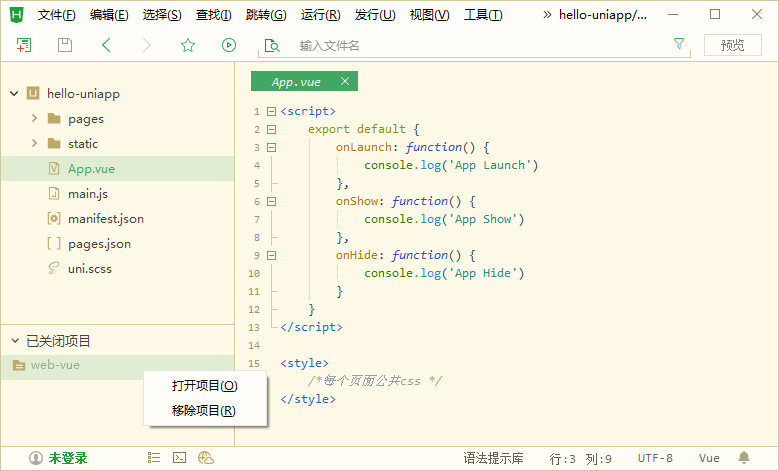 文件(F) 编辑(E) 选择(S) 查找(I) 跳转(G) 运行(R) 发行(U) 视图(V) 工具(T) » hello-uniapp/...
输入文件名 预览
hello-uniapp
pages
static
App.vue
main.js
manifest.json
pages.json
uni.scss
已关闭项目
web-vue
打开项目(O)
移除项目(R)
App.vue
1 <script>
2 export default {
3 onLaunch: function() {
4 console.log('App Launch')
5 },
6 onShow: function() {
7 console.log('App Show')
8 },
9 onHide: function() {
10 console.log('App Hide')
11 }
12 }
13 </script>
14
15 <style>
/*每个页面公共css */
</style>
未登录 语法提示库 行:3 列:9 UTF-8 Vue